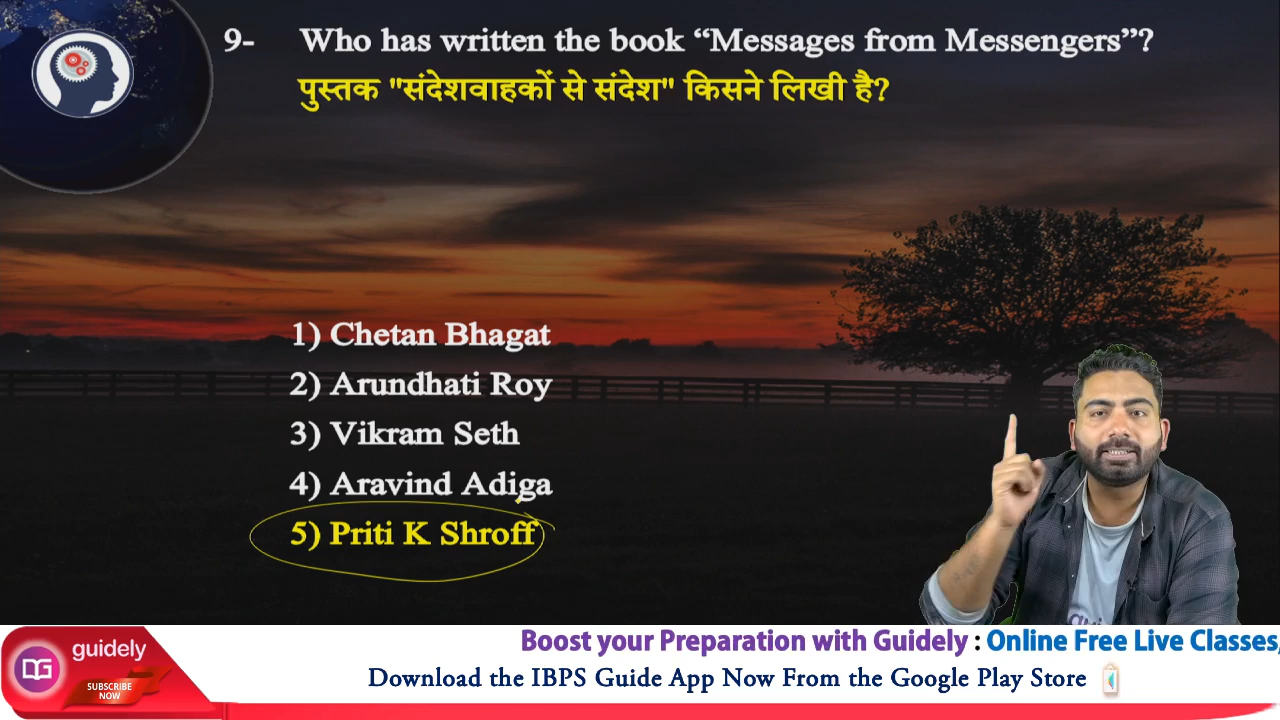 9- Who has written the book “Messages from Messengers”?
पुस्तक "संदेशवाहकों से संदेश" किसने लिखी है?
1) Chetan Bhagat
2) Arundhati Roy
3) Vikram Seth
4) Aravind Adiga
5) Priti K Shroff
guidely
SUBSCRIBE
NOW
Boost your Preparation with Guidely : Online Free Live Classes,
Download the IBPS Guide App Now From the Google Play Store